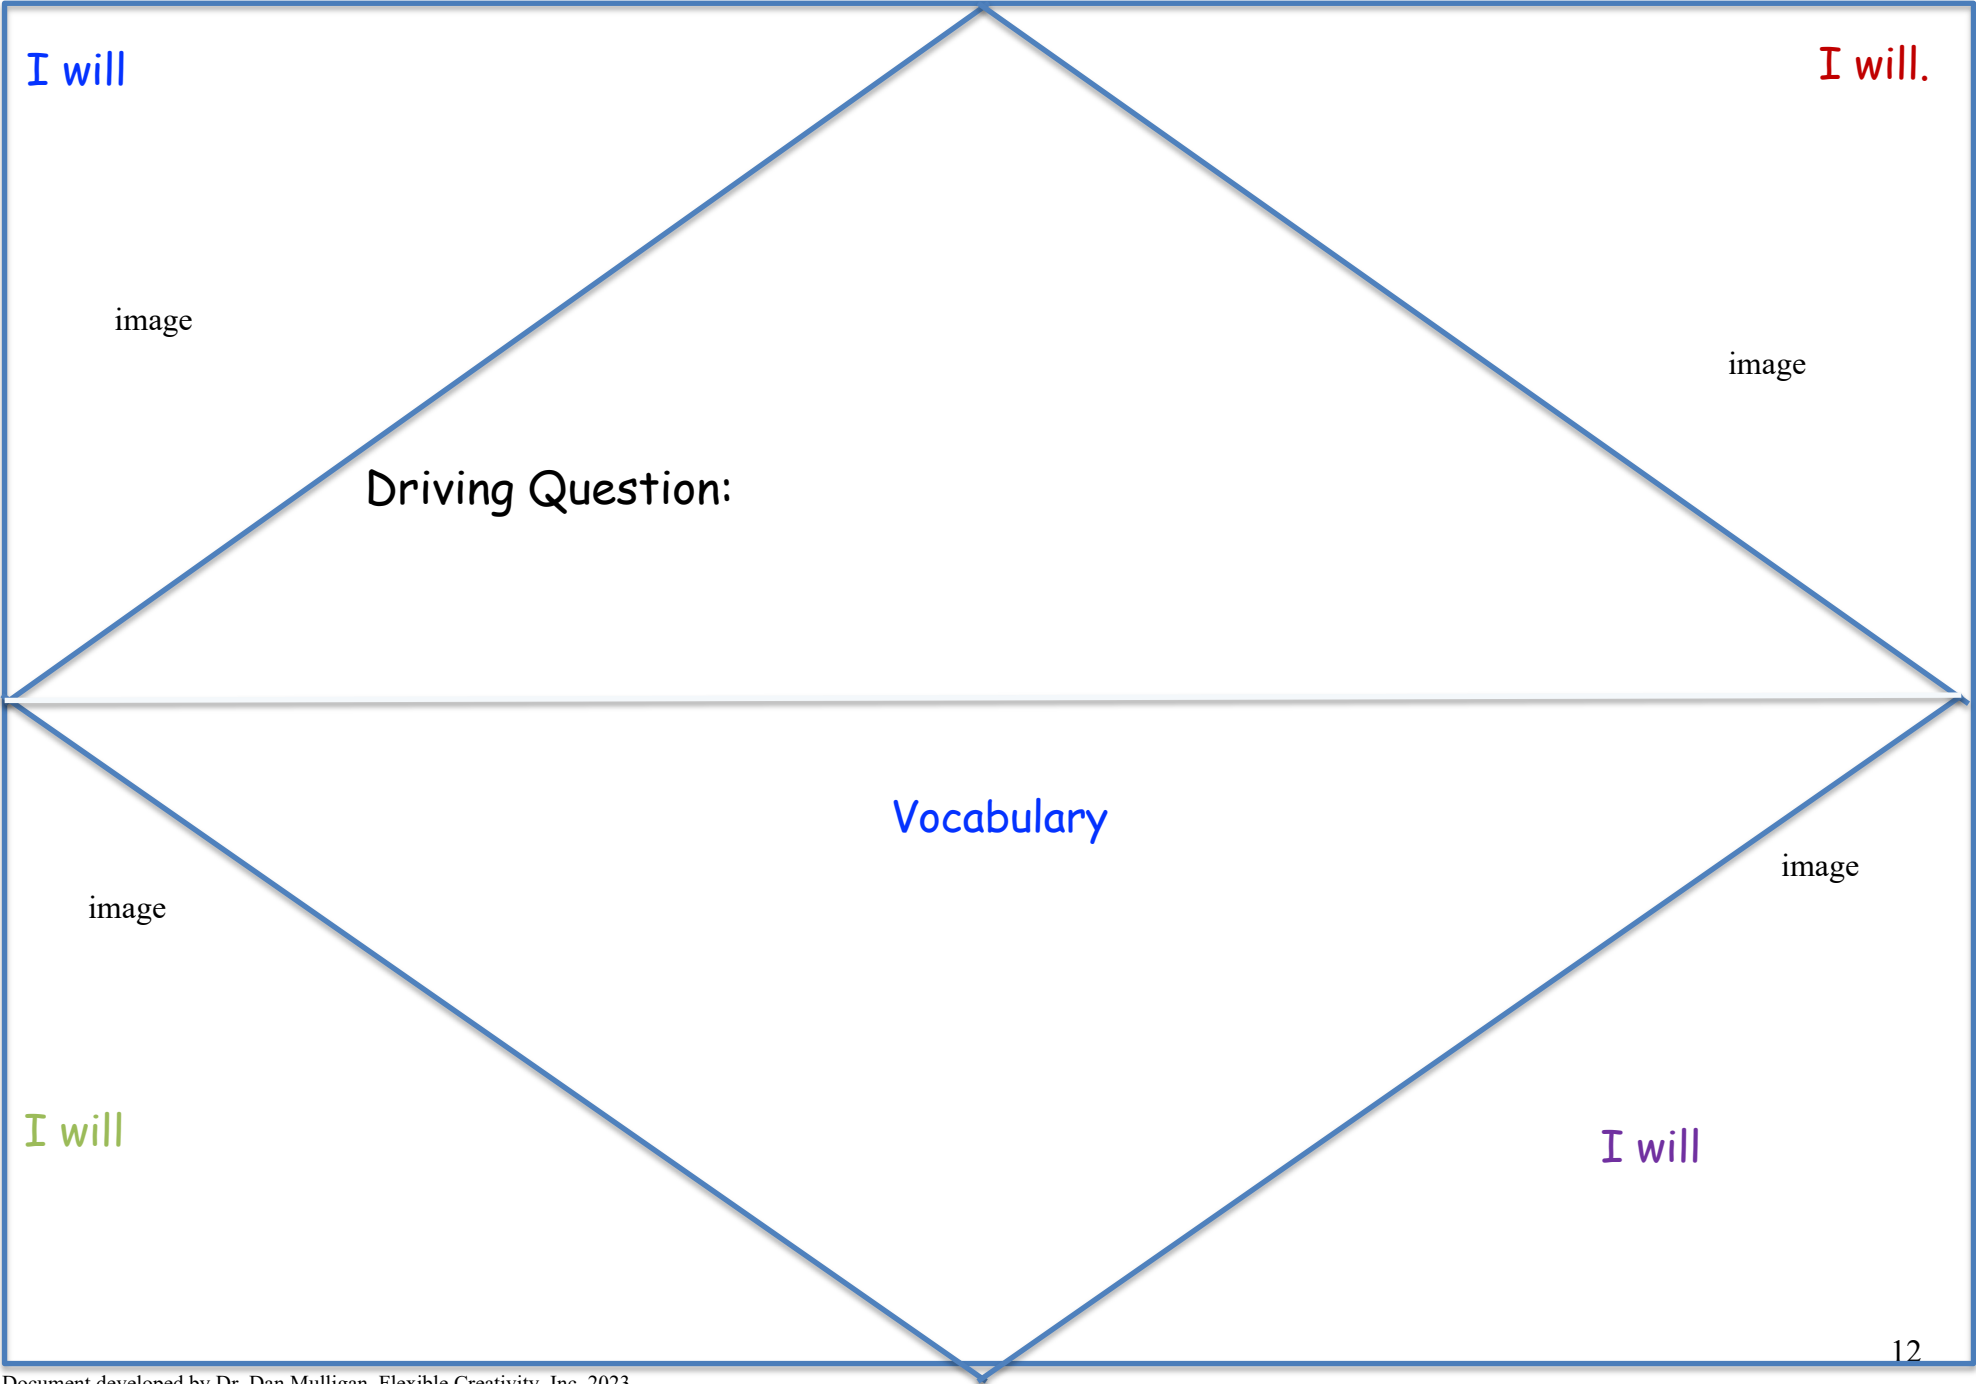 I will
I will.
image
image
Driving Question:
Vocabulary
image
image
I will
I will
12
Document developed by Dr. Dan Mulligan, Flexible Creativity, Inc. 2023